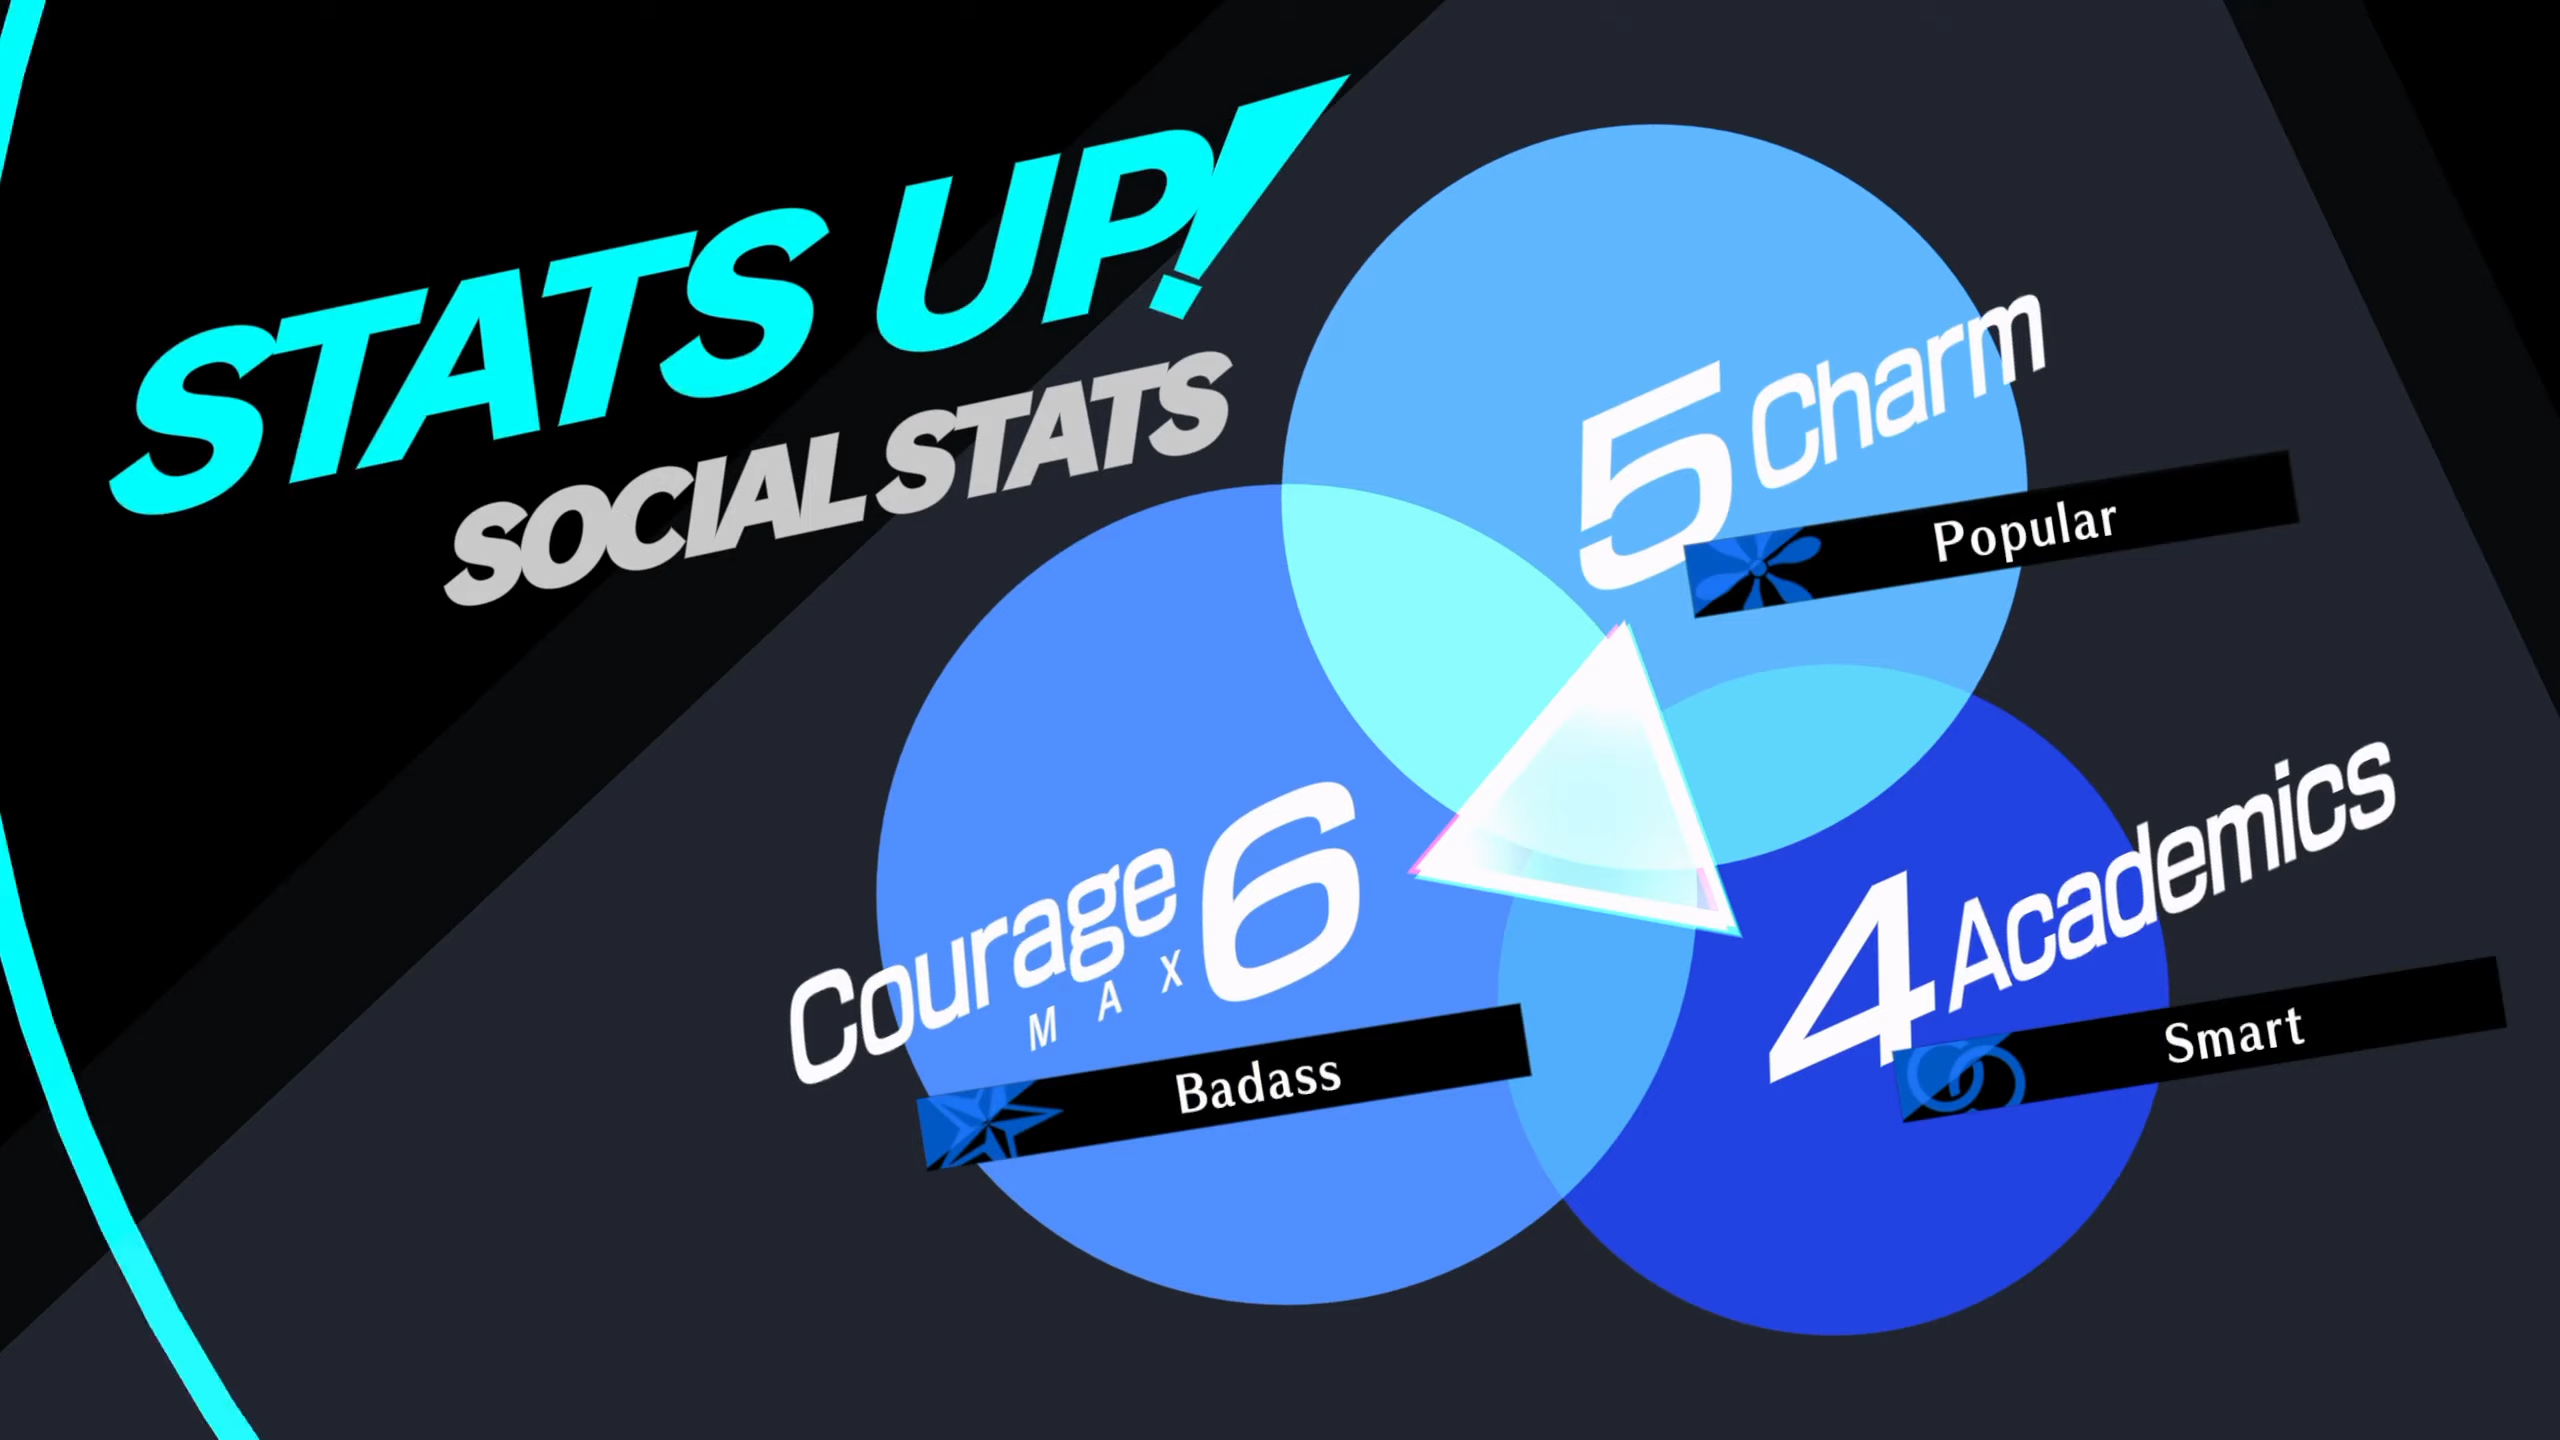 STATS UP!
SOCIAL STATS
5 Charm
Popular
Courage 6
MAX
Badass
4 Academics
Smart